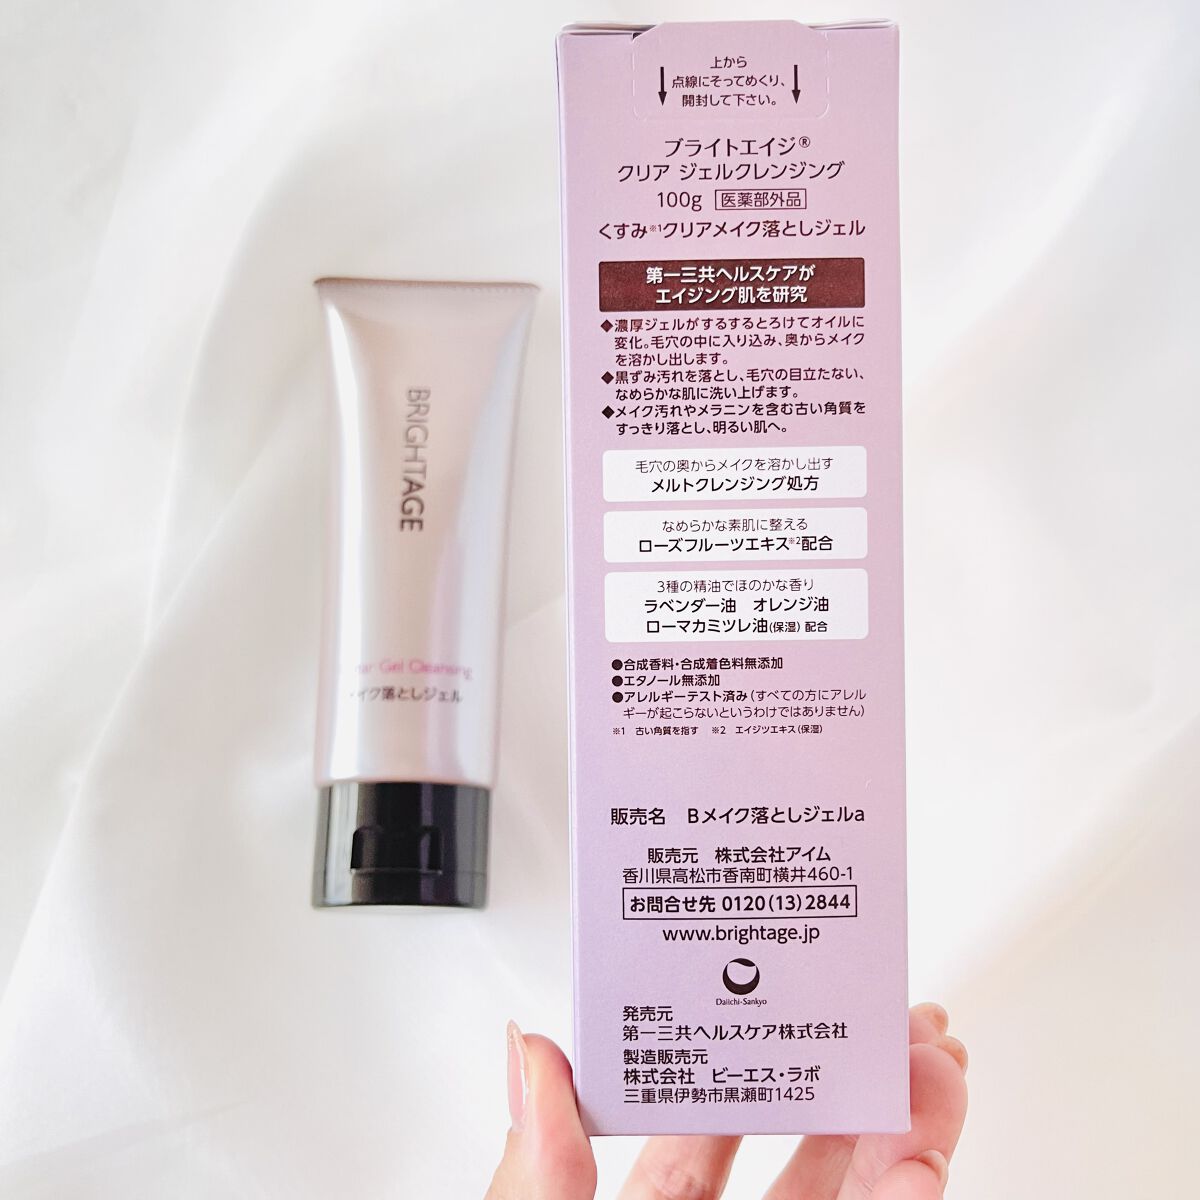 上から
点線にそってめくり、
開封して下さい。
ブライトエイジ®
クリア ジェルクレンジング
100g 医薬部外品
くすみ※1クリアメイク落としジェル
第一三共ヘルスケアが
エイジング肌を研究
◆濃厚ジェルがするするとろけてオイルに
変化。毛穴の中に入り込み、奥からメイク
を溶かし出します。
◆黒ずみ汚れを落とし、毛穴の目立たない、
なめらかな肌に洗い上げます。
◆メイク汚れやメラニンを含む古い角質を
すっきり落とし、明るい肌へ。
毛穴の奥からメイクを溶かし出す
メルトクレンジング処方
なめらかな素肌に整える
ローズフルーツエキス※2配合
3種の精油でほのかな香り
ラベンダー油 オレンジ油
ローマカミツレ油(保湿) 配合
●合成香料・合成着色料無添加
●エタノール無添加
●アレルギーテスト済み(すべての方にアレル
ギーが起こらないというわけではありません)
※1 古い角質を指す ※2 エイジツエキス(保湿)
販売名 Bメイク落としジェルa
販売元 株式会社アイム
香川県高松市香南町横井460-1
お問合せ先 0120(13)2844
www.brightage.jp
Daiichi-Sankyo
発売元
第一三共ヘルスケア株式会社
製造販売元
株式会社 ビーエス・ラボ
三重県伊勢市黒瀬町1425
BRIGHTAGE
Clear Gel Cleansing
メイク落としジェル